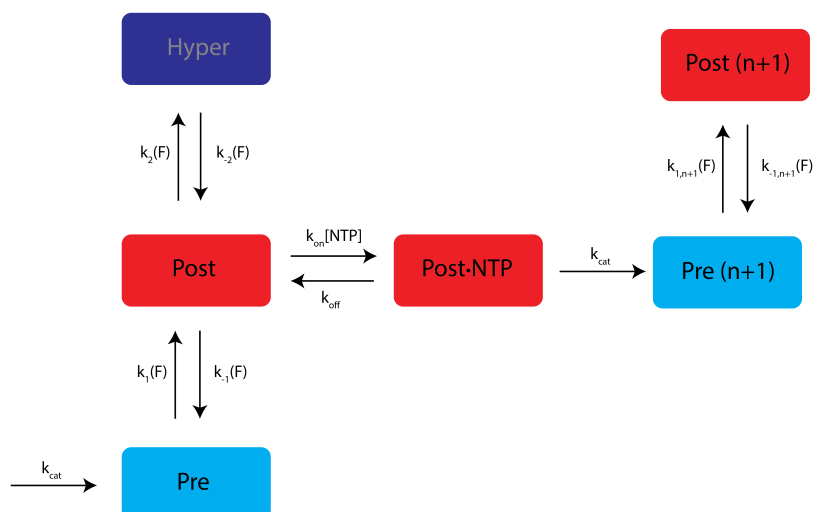 Hyper
Post (n+1)
k₂(F)
k₋₂(F)
k₁,ₙ₊₁(F)
k₋₁,ₙ₊₁(F)
kon[NTP]
Post
Post·NTP
kcat
Pre (n+1)
koff
k₁(F)
k₋₁(F)
kcat
Pre